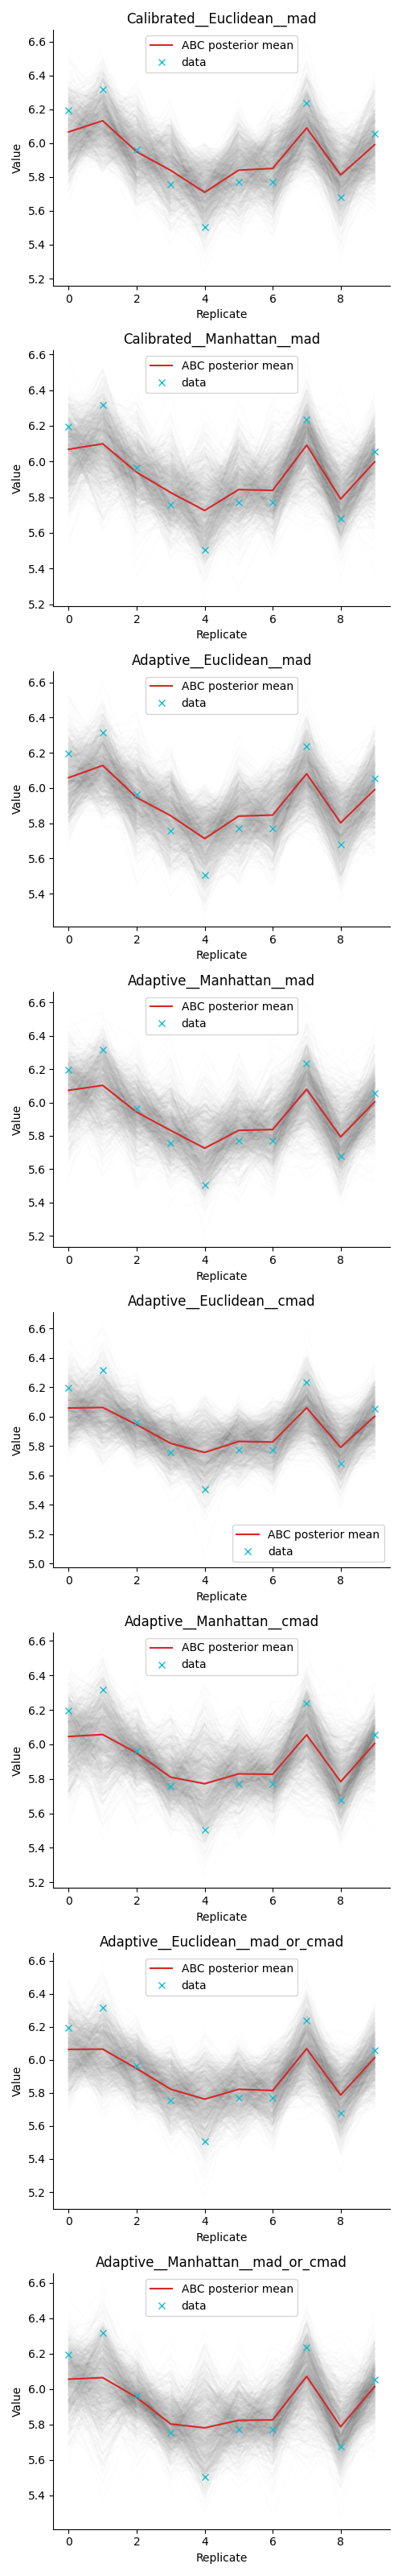 Calibrated__Euclidean__mad
ABC posterior mean
data
6.6
6.4
6.2
6.0
5.8
5.6
5.4
5.2
Value
0 2 4 6 8
Replicate
Calibrated__Manhattan__mad
ABC posterior mean
data
6.6
6.4
6.2
6.0
5.8
5.6
5.4
5.2
Value
0 2 4 6 8
Replicate
Adaptive__Euclidean__mad
ABC posterior mean
data
6.6
6.4
6.2
6.0
5.8
5.6
5.4
Value
0 2 4 6 8
Replicate
Adaptive__Manhattan__mad
ABC posterior mean
data
6.6
6.4
6.2
6.0
5.8
5.6
5.4
5.2
Value
0 2 4 6 8
Replicate
Adaptive__Euclidean__cmad
6.6
6.4
6.2
6.0
5.8
5.6
5.4
5.2
5.0
Value
ABC posterior mean
data
0 2 4 6 8
Replicate
Adaptive__Manhattan__cmad
ABC posterior mean
data
6.6
6.4
6.2
6.0
5.8
5.6
5.4
5.2
Value
0 2 4 6 8
Replicate
Adaptive__Euclidean__mad_or_cmad
ABC posterior mean
data
6.6
6.4
6.2
6.0
5.8
5.6
5.4
5.2
Value
0 2 4 6 8
Replicate
Adaptive__Manhattan__mad_or_cmad
ABC posterior mean
data
6.6
6.4
6.2
6.0
5.8
5.6
5.4
Value
0 2 4 6 8
Replicate